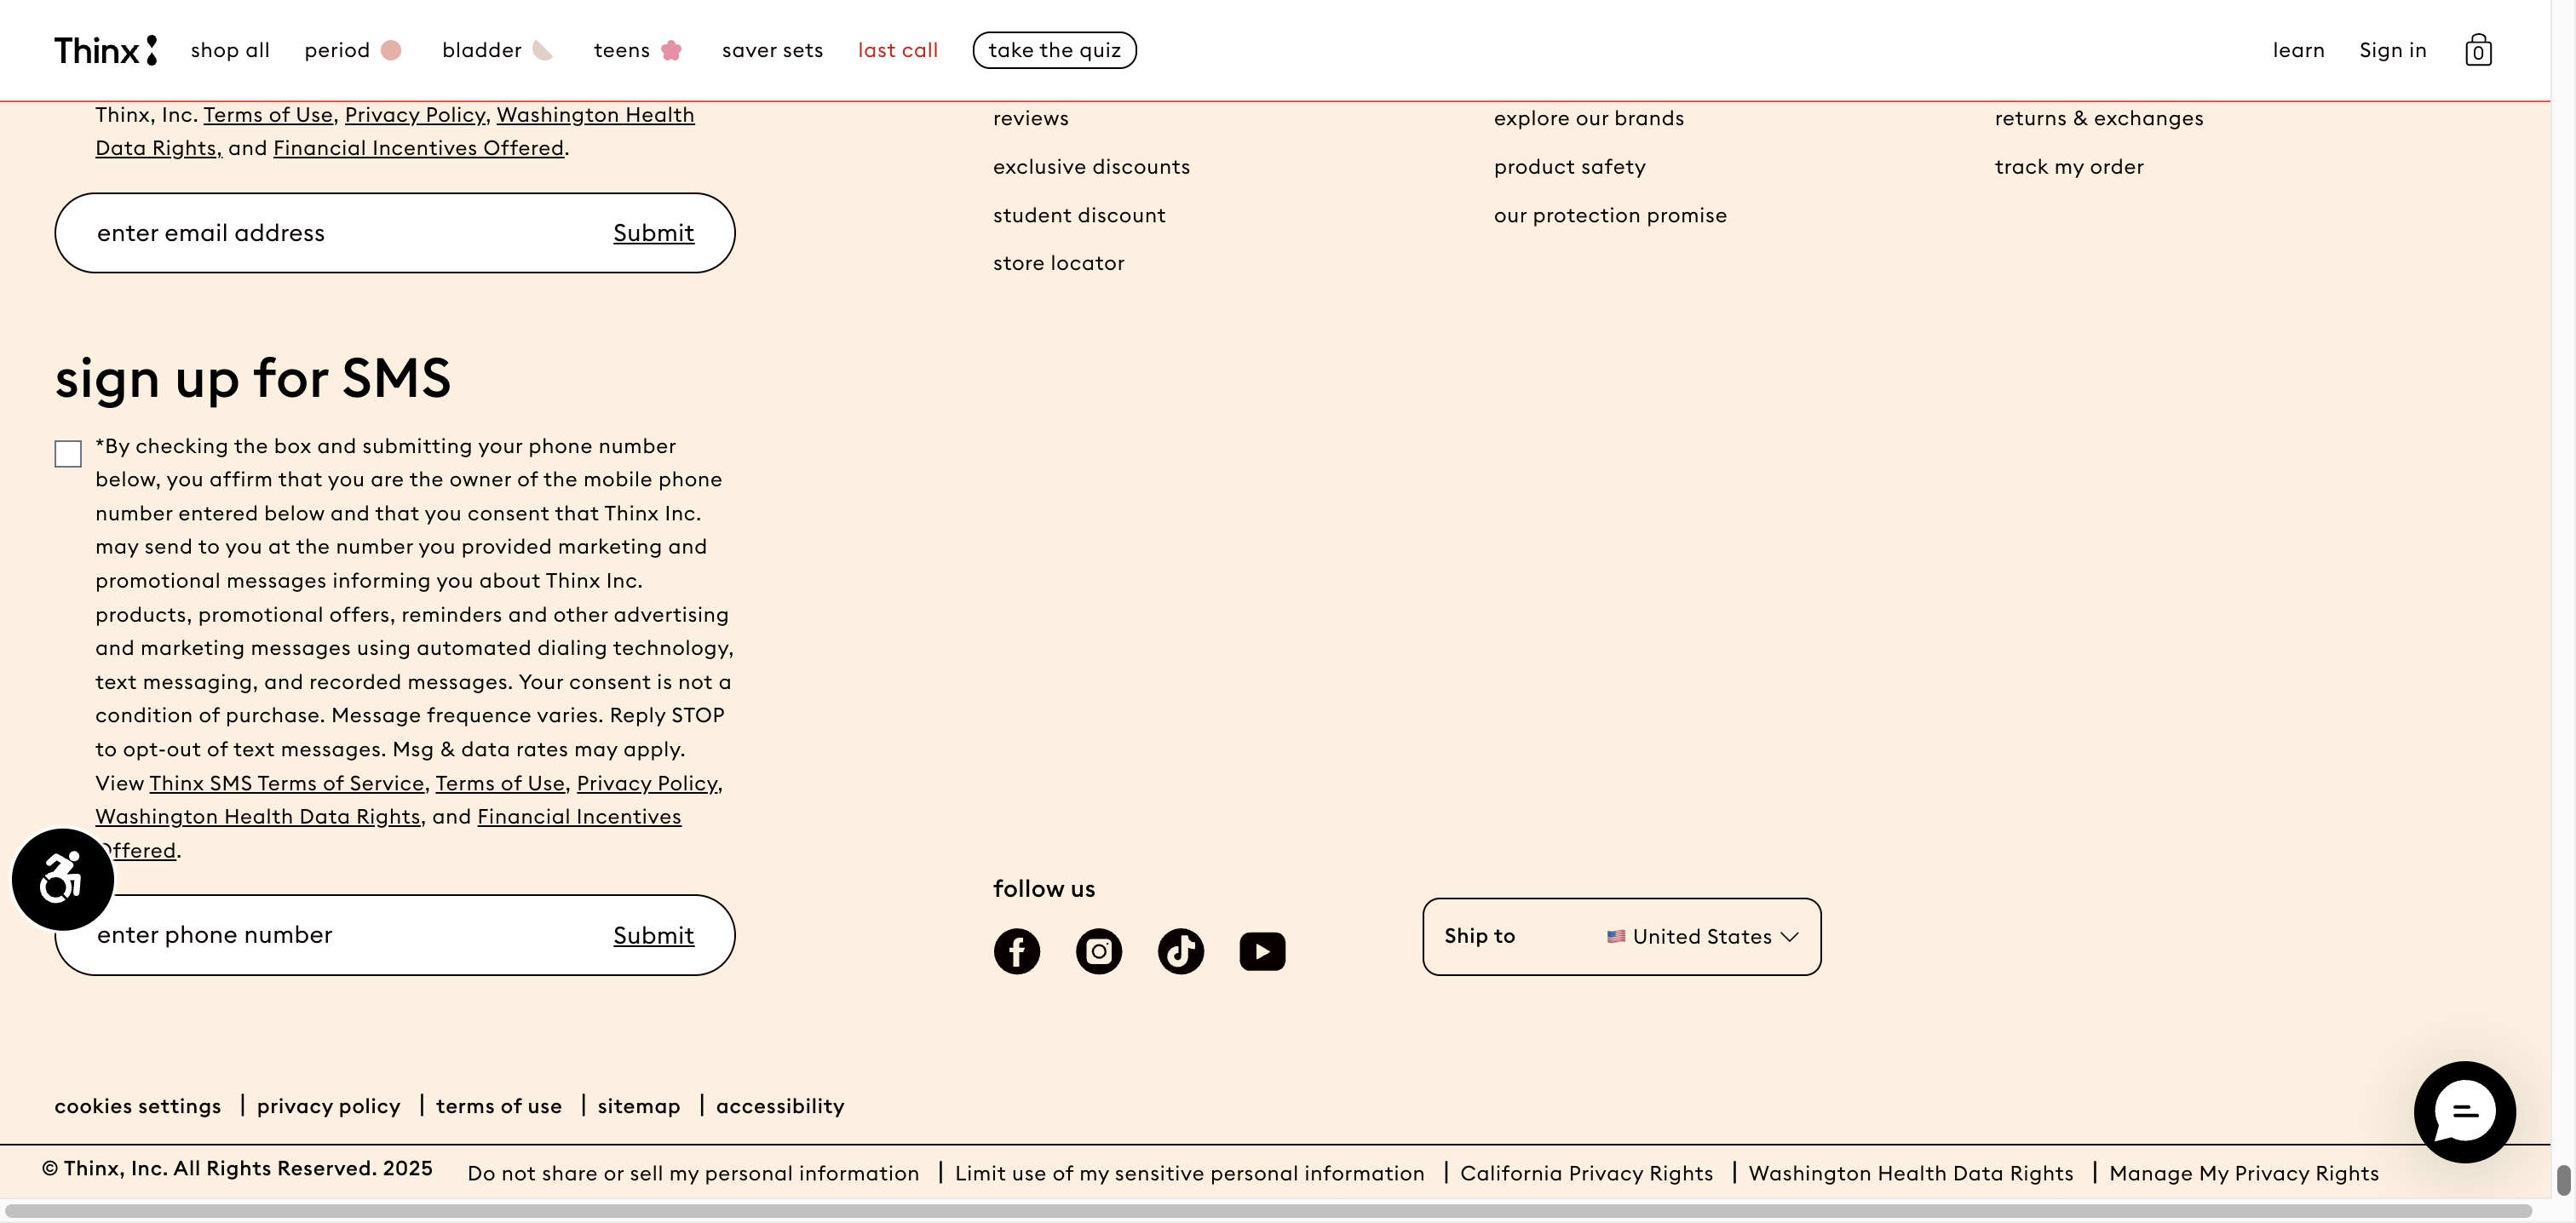 Thinx
shop all
period
bladder
teens
saver sets
last call
take the quiz
learn
Sign in
0
Thinx, Inc. Terms of Use, Privacy Policy, Washington Health
Data Rights, and Financial Incentives Offered.
enter email address
Submit
sign up for SMS
*By checking the box and submitting your phone number
below, you affirm that you are the owner of the mobile phone
number entered below and that you consent that Thinx Inc.
may send to you at the number you provided marketing and
promotional messages informing you about Thinx Inc.
products, promotional offers, reminders and other advertising
and marketing messages using automated dialing technology,
text messaging, and recorded messages. Your consent is not a
condition of purchase. Message frequence varies. Reply STOP
to opt-out of text messages. Msg & data rates may apply.
View Thinx SMS Terms of Service, Terms of Use, Privacy Policy,
Washington Health Data Rights, and Financial Incentives
Offered.
enter phone number
Submit
reviews
exclusive discounts
student discount
store locator
explore our brands
product safety
our protection promise
returns & exchanges
track my order
follow us
Ship to
United States
cookies settings | privacy policy | terms of use | sitemap | accessibility
© Thinx, Inc. All Rights Reserved. 2025
Do not share or sell my personal information | Limit use of my sensitive personal information | California Privacy Rights | Washington Health Data Rights | Manage My Privacy Rights